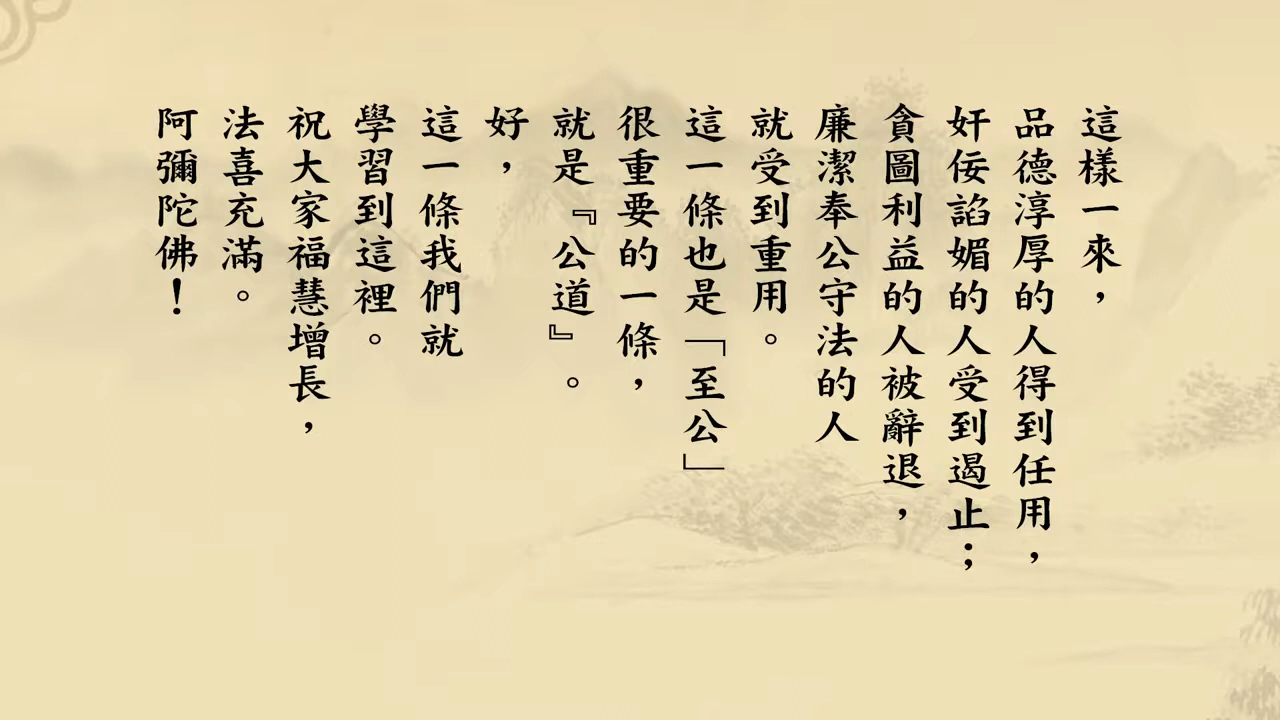 這樣一來，
品德淳厚的人得到任用，
奸佞諂媚的人受到遏止；
貪圖利益的人被辭退，
廉潔奉公守法的人
就受到重用。
這一條也是「至公」
很重要的一條，
就是『公道』。
好，
這一條我們就
學習到這裡。
祝大家福慧增長，
法喜充滿。
阿彌陀佛！